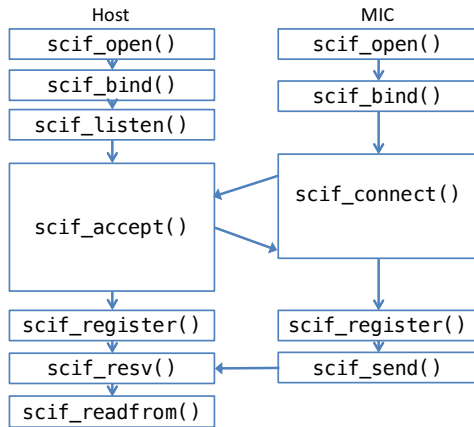 Host
MIC
scif_open()
scif_open()
scif_bind()
scif_bind()
scif_listen()
scif_accept()
scif_connect()
scif_register()
scif_register()
scif_resv()
scif_send()
scif_readfrom()